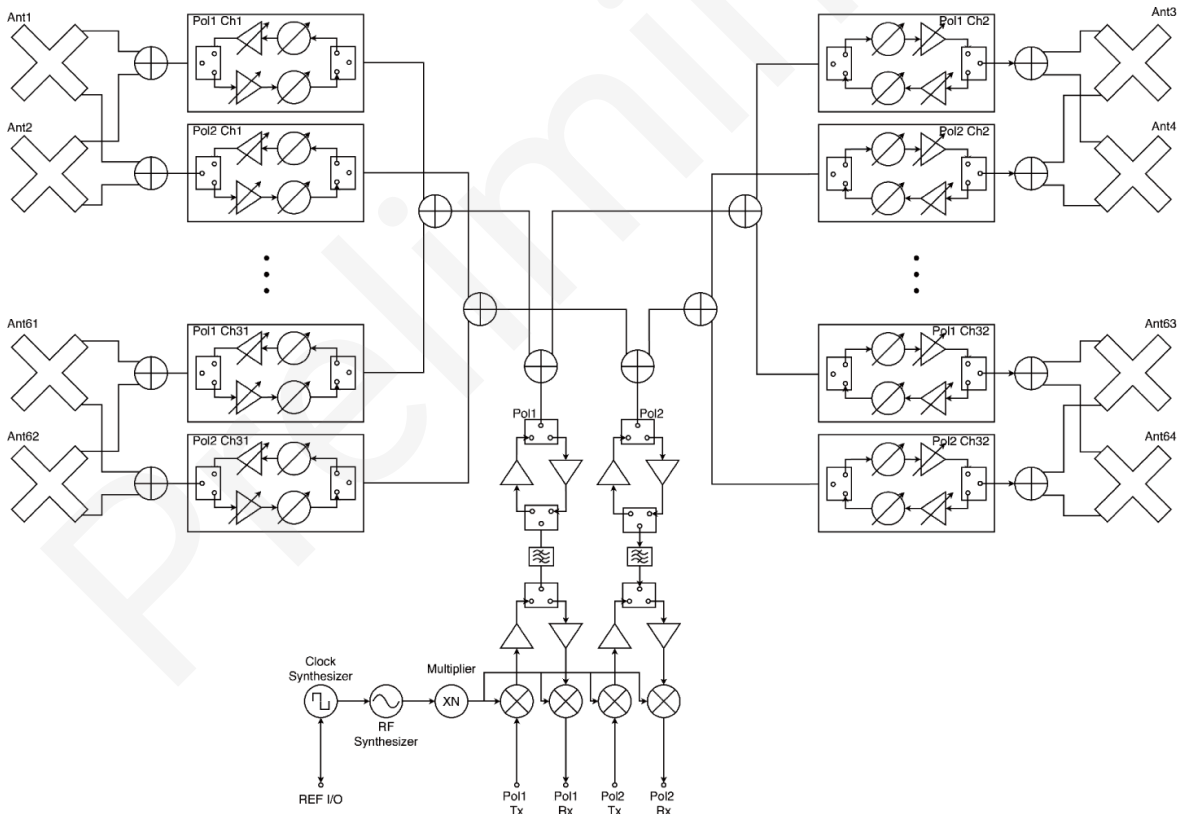 Ant1
Pol1 Ch1
Pol1 Ch2
Ant3
Ant2
Pol2 Ch1
Pol2 Ch2
Ant4
Ant61
Pol1 Ch31
Pol1 Ch32
Ant63
Ant62
Pol2 Ch31
Pol2 Ch32
Ant64
Pol1
Pol2
Clock
Synthesizer
Multiplier
XN
RF
Synthesizer
REF I/O
Pol1
Tx
Pol1
Rx
Pol2
Tx
Pol2
Rx